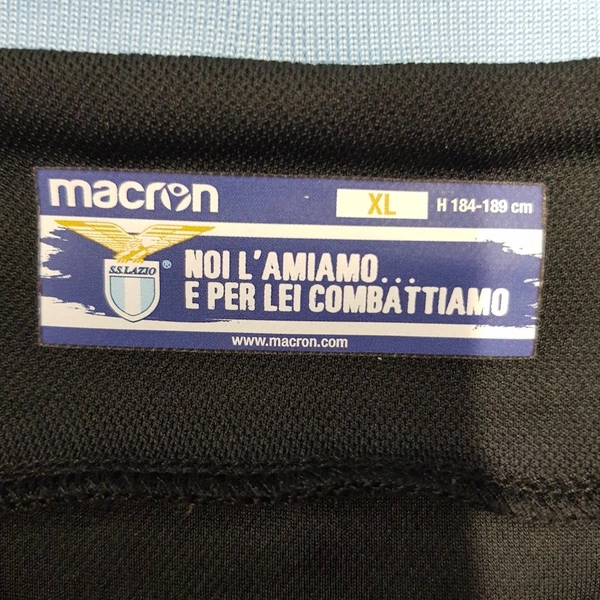 macron XL H 184-189 cm
S.S.LAZIO ®
NOI L'AMIAMO...
E PER LEI COMBATTIAMO
www.macron.com